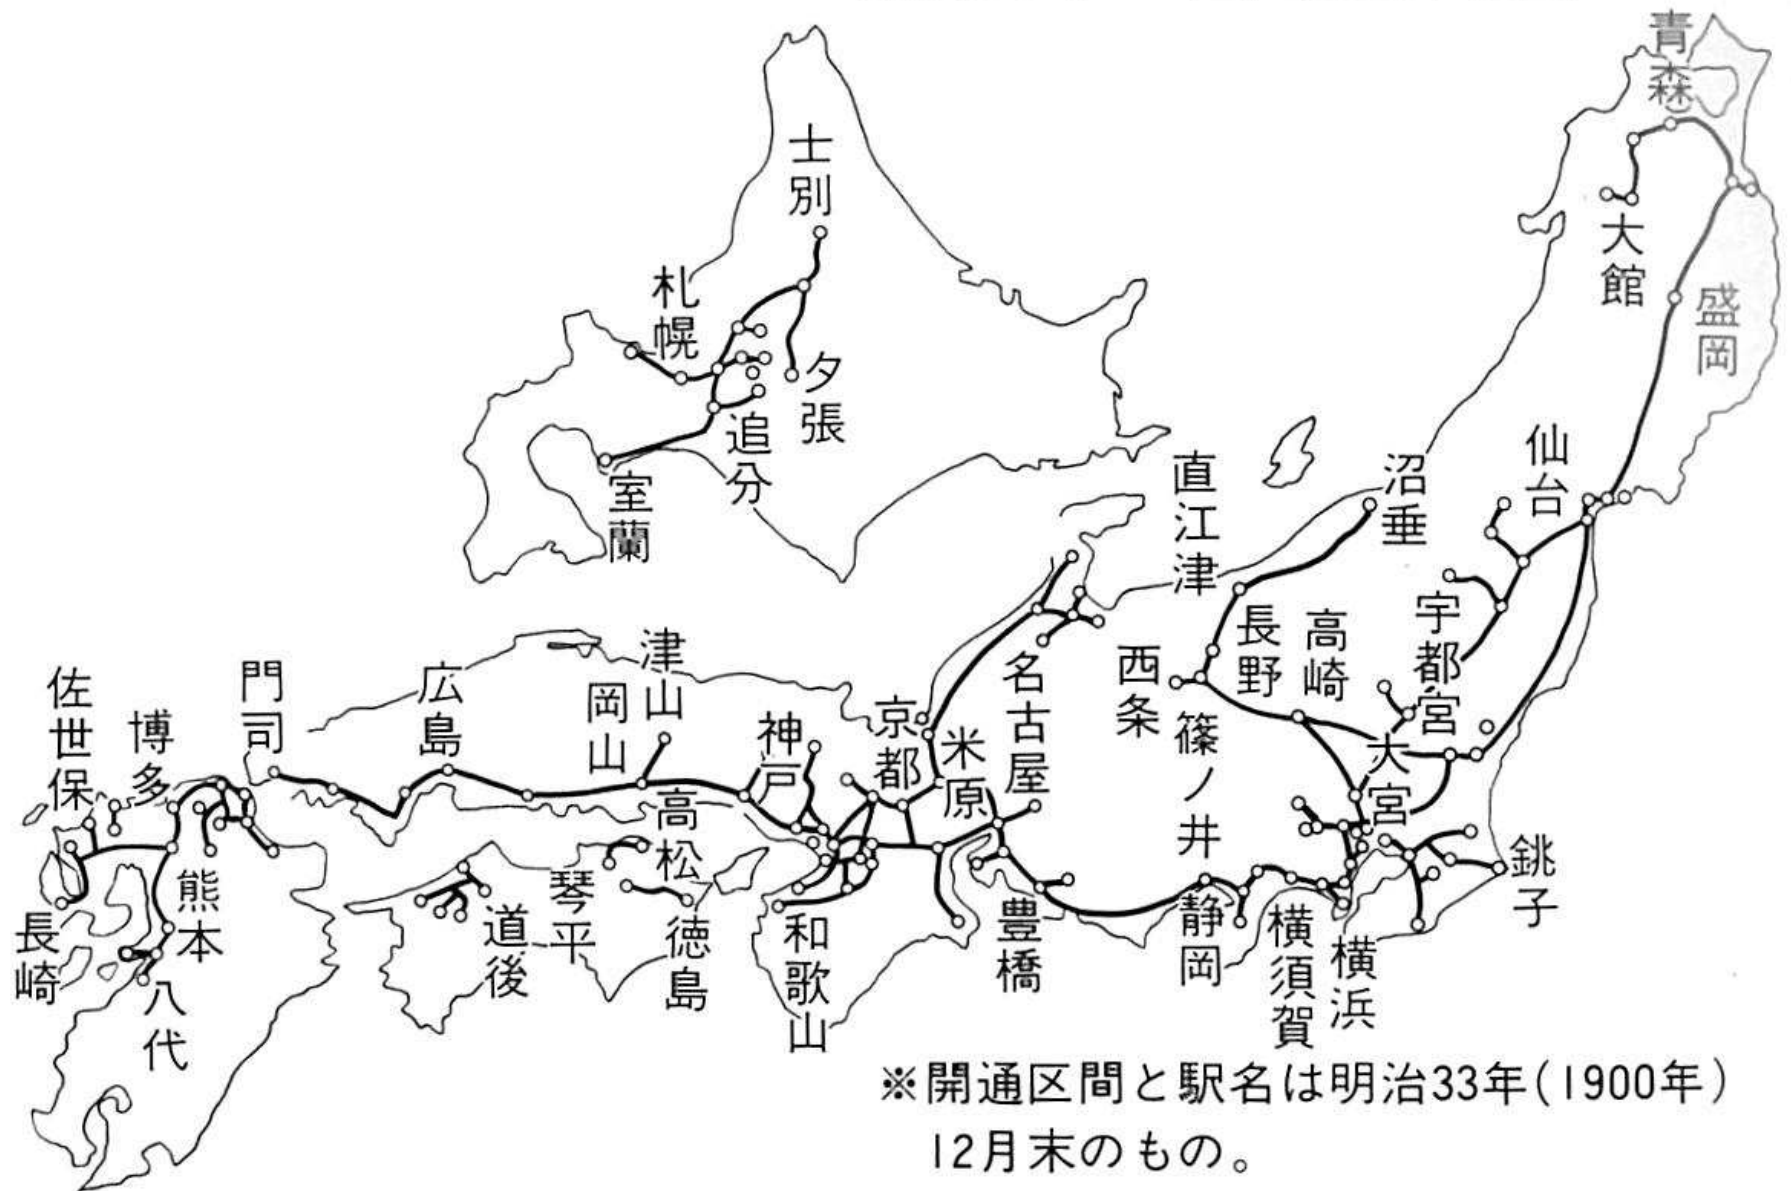 青森
大館
盛岡
士別
札幌
夕張
追分
室蘭
仙台
沼垂
直江津
宇都宮
高崎
長野
西条
篠ノ井
大宮
銚子
名古屋
米原
京都
神戸
津山
岡山
広島
門司
博多
佐世保
長崎
熊本
八代
高松
琴平
道後
徳島
和歌山
豊橋
静岡
横須賀
横浜
※開通区間と駅名は明治33年(1900年)
12月末のもの。